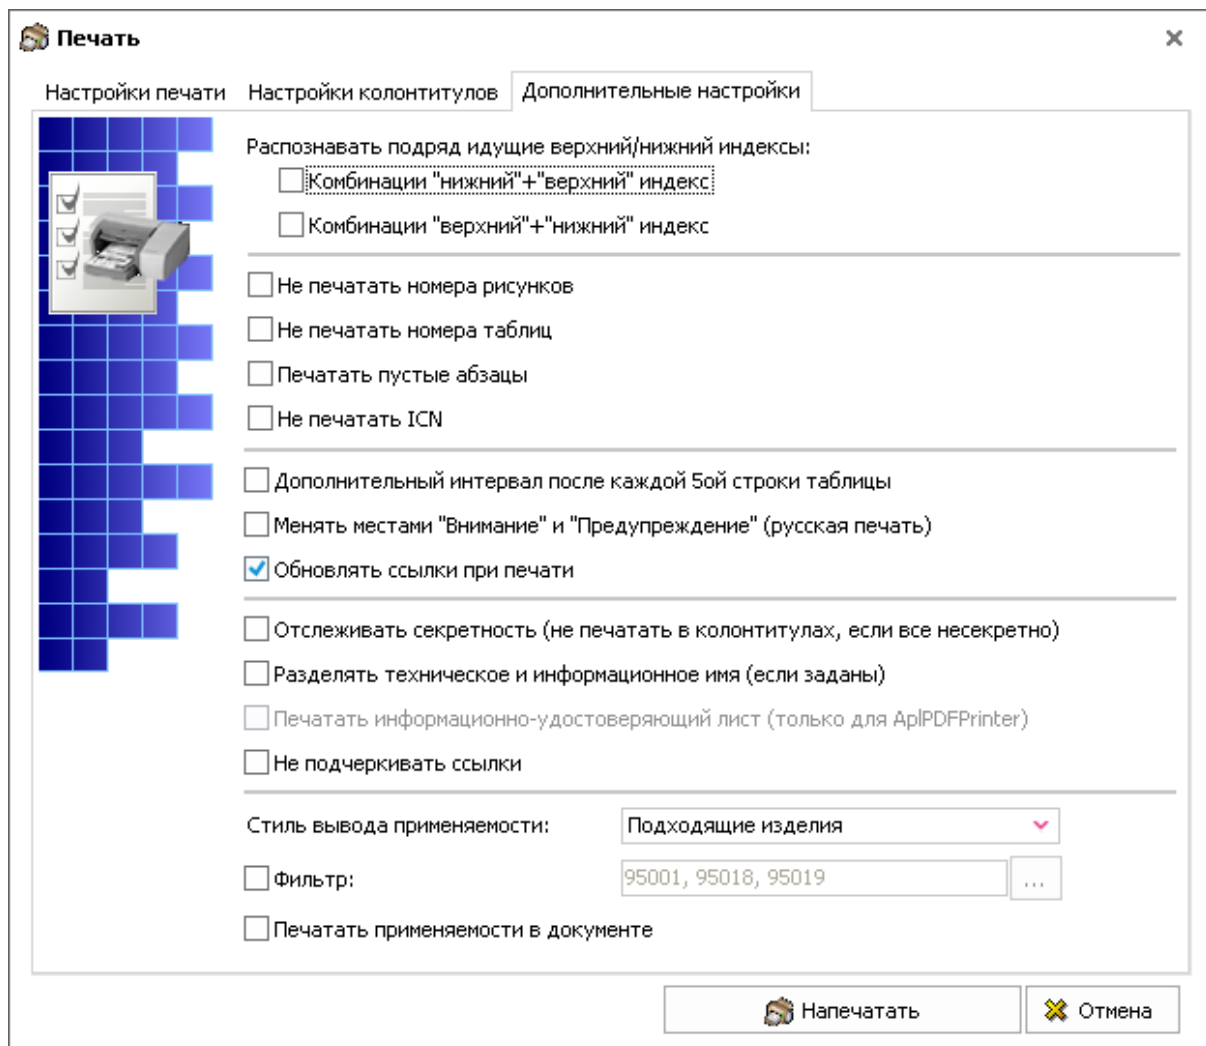 Печать
Настройки печати Настройки колонтитулов Дополнительные настройки
Распознавать подряд идущие верхний/нижний индексы:
Комбинации "нижний"+"верхний" индекс
Комбинации "верхний"+"нижний" индекс
Не печатать номера рисунков
Не печатать номера таблиц
Печатать пустые абзацы
Не печатать ICN
Дополнительный интервал после каждой 5ой строки таблицы
Менять местами "Внимание" и "Предупреждение" (русская печать)
Обновлять ссылки при печати
Отслеживать секретность (не печатать в колонтитулах, если все несекретно)
Разделять техническое и информационное имя (если заданы)
Печатать информационно-удостоверяющий лист (только для AplPDFPrinter)
Не подчеркивать ссылки
Стиль вывода применяемости: Подходящие изделия
Фильтр: 95001, 95018, 95019 ...
Печатать применяемости в документе
Напечатать Отмена